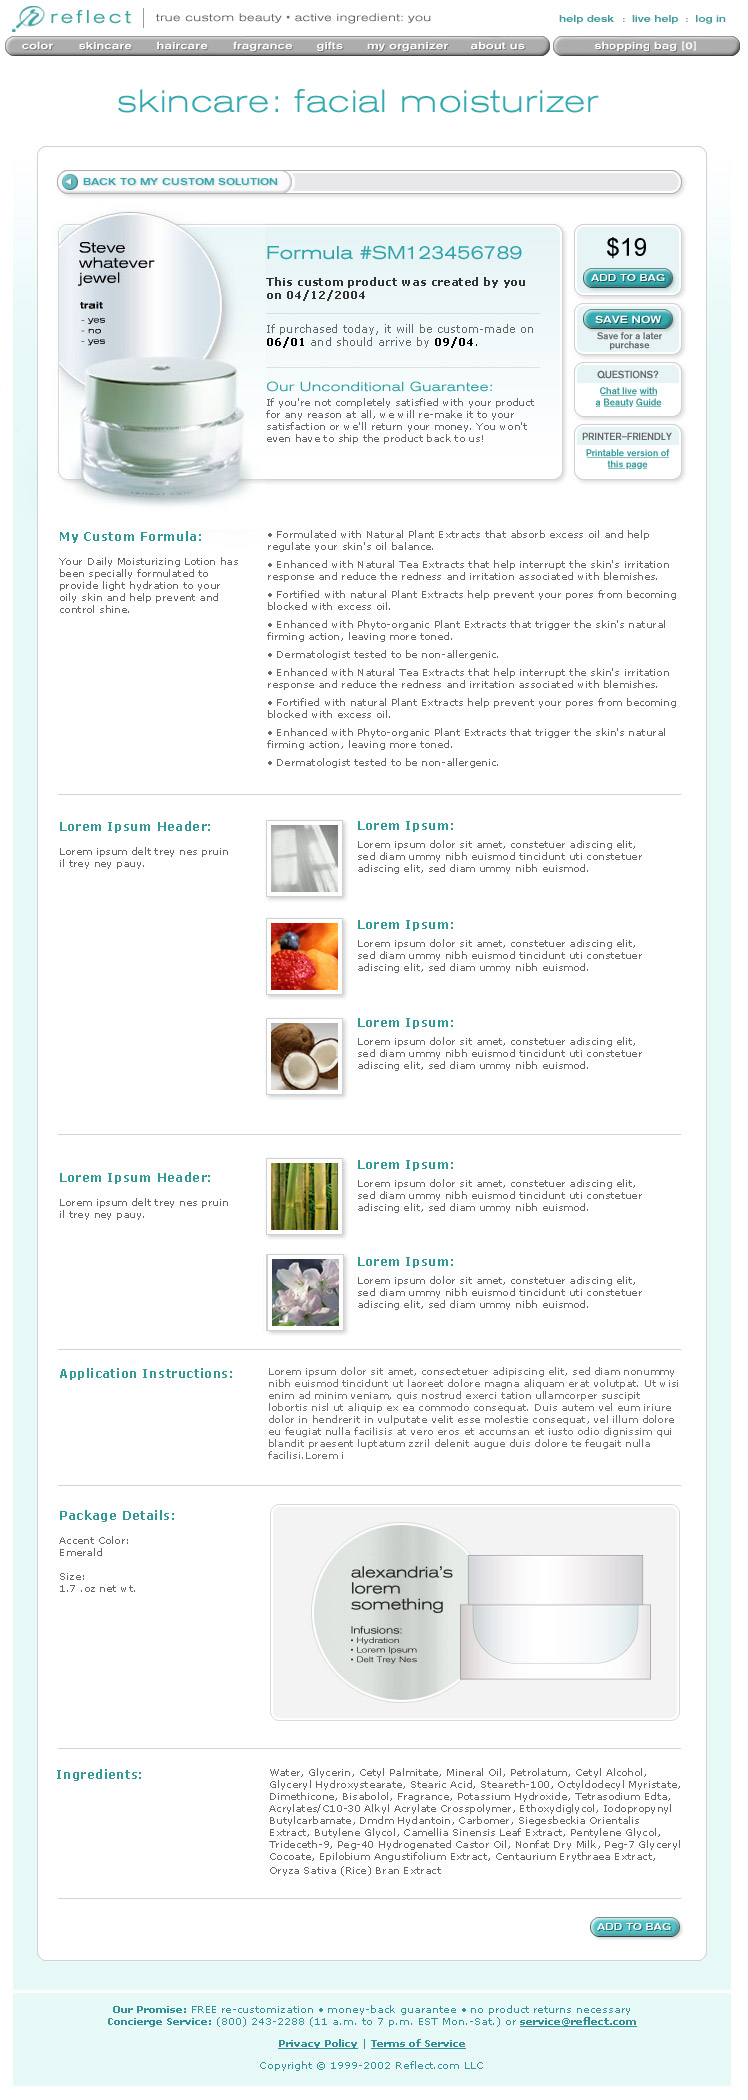 reflect
true custom beauty • active ingredient: you
help desk : live help : log in
color skincare haircare fragrance gifts my organizer about us shopping bag [0]
skincare: facial moisturizer
BACK TO MY CUSTOM SOLUTION
Steve
whatever
jewel
trait
- yes
- no
- yes
Formula #SM123456789
This custom product was created by you
on 04/12/2004
If purchased today, it will be custom-made on
06/01 and should arrive by 09/04.
Our Unconditional Guarantee:
If you're not completely satisfied with your product
for any reason at all, we will re-make it to your
satisfaction or we'll return your money. You won't
even have to ship the product back to us!
$19
ADD TO BAG
SAVE NOW
Save for a later
purchase
QUESTIONS?
Chat live with
a Beauty Guide
PRINTER-FRIENDLY
Printable version of
this page
My Custom Formula:
Your Daily Moisturizing Lotion has
been specially formulated to
provide light hydration to your
oily skin and help prevent and
control shine.
• Formulated with Natural Plant Extracts that absorb excess oil and help
regulate your skin's oil balance.
• Enhanced with Natural Tea Extracts that help interrupt the skin's irritation
response and reduce the redness and irritation associated with blemishes.
• Fortified with natural Plant Extracts help prevent your pores from becoming
blocked with excess oil.
• Enhanced with Phyto-organic Plant Extracts that trigger the skin's natural
firming action, leaving more toned.
• Dermatologist tested to be non-allergenic.
• Enhanced with Natural Tea Extracts that help interrupt the skin's irritation
response and reduce the redness and irritation associated with blemishes.
• Fortified with natural Plant Extracts help prevent your pores from becoming
blocked with excess oil.
• Enhanced with Phyto-organic Plant Extracts that trigger the skin's natural
firming action, leaving more toned.
• Dermatologist tested to be non-allergenic.
Lorem Ipsum Header:
Lorem ipsum delt trey nes pruin
il trey ney pauy.
Lorem Ipsum:
Lorem ipsum dolor sit amet, constetuer adiscing elit,
sed diam ummy nibh euismod tincidunt uti constetuer
adiscing elit, sed diam ummy nibh euismod.
Lorem Ipsum:
Lorem ipsum dolor sit amet, constetuer adiscing elit,
sed diam ummy nibh euismod tincidunt uti constetuer
adiscing elit, sed diam ummy nibh euismod.
Lorem Ipsum:
Lorem ipsum dolor sit amet, constetuer adiscing elit,
sed diam ummy nibh euismod tincidunt uti constetuer
adiscing elit, sed diam ummy nibh euismod.
Lorem Ipsum Header:
Lorem ipsum delt trey nes pruin
il trey ney pauy.
Lorem Ipsum:
Lorem ipsum dolor sit amet, constetuer adiscing elit,
sed diam ummy nibh euismod tincidunt uti constetuer
adiscing elit, sed diam ummy nibh euismod.
Lorem Ipsum:
Lorem ipsum dolor sit amet, constetuer adiscing elit,
sed diam ummy nibh euismod tincidunt uti constetuer
adiscing elit, sed diam ummy nibh euismod.
Application Instructions:
Lorem ipsum dolor sit amet, consectetuer adipiscing elit, sed diam nonummy
nibh euismod tincidunt ut laoreet dolore magna aliquam erat volutpat. Ut wisi
enim ad minim veniam, quis nostrud exerci tation ullamcorper suscipit
lobortis nisl ut aliquip ex ea commodo consequat. Duis autem vel eum iriure
dolor in hendrerit in vulputate velit esse molestie consequat, vel illum dolore
eu feugiat nulla facilisis at vero eros et accumsan et iusto odio dignissim qui
blandit praesent luptatum zzril delenit augue duis dolore te feugait nulla
facilisi.Lorem i
Package Details:
Accent Color:
Emerald
Size:
1.7 .oz net wt.
alexandria's
lorem
something
Infusions:
• Hydration
• Lorem Ipsum
• Delt Trey Nes
Ingredients:
Water, Glycerin, Cetyl Palmitate, Mineral Oil, Petrolatum, Cetyl Alcohol,
Glyceryl Hydroxystearate, Stearic Acid, Steareth-100, Octyldodecyl Myristate,
Dimethicone, Bisabolol, Fragrance, Potassium Hydroxide, Tetrasodium Edta,
Acrylates/C10-30 Alkyl Acrylate Crosspolymer, Ethoxydiglycol, Iodopropynyl
Butylcarbamate, Dmdm Hydantoin, Carbomer, Siegesbeckia Orientalis
Extract, Butylene Glycol, Camellia Sinensis Leaf Extract, Pentylene Glycol,
Trideceth-9, Peg-40 Hydrogenated Castor Oil, Nonfat Dry Milk, Peg-7 Glyceryl
Cocoate, Epilobium Angustifolium Extract, Centaurium Erythraea Extract,
Oryza Sativa (Rice) Bran Extract
ADD TO BAG
Our Promise: FREE re-customization • money-back guarantee • no product returns necessary
Concierge Service: (800) 243-2288 (11 a.m. to 7 p.m. EST Mon.-Sat.) or service@reflect.com
Privacy Policy | Terms of Service
Copyright © 1999-2002 Reflect.com LLC